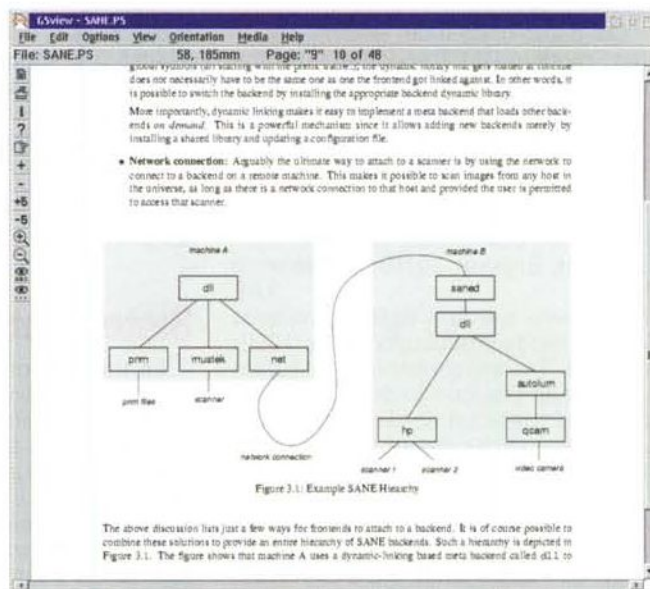 GSview - SANE.PS
File Edit Options View Orientation Media Help
File: SANE.PS 58, 185mm Page: "9" 10 of 48
does not necessarily have to be the same one as one the frontend got linked against. In other words, it
is possible to switch the backend by installing the appropriate backend dynamic library.
More importantly, dynamic linking makes it easy to implement a meta backend that loads other back-
ends on demand. This is a powerful mechanism since it allows adding new backends merely by
installing a shared library and updating a configuration file.
• Network connection: Arguably the ultimate way to attach to a scanner is by using the network to
connect to a backend on a remote machine. This makes it possible to scan images from any host in
the universe, as long as there is a network connection to that host and provided the user is permitted
to access that scanner.
i
?
+
-
+5
-5
machine A
machine B
dll
saned
dll
pnm mustek net
autolum
pnm files scanner
hp qcam
network connection
scanner 1 scanner 2 video camera
Figure 3.1: Example SANE Hiearchy
The above discussion lists just a few ways for frontends to attach to a backend. It is of course possible to
combine these solutions to provide an entire hierarchy of SANE backends. Such a hierarchy is depicted in
Figure 3.1. The figure shows that machine A uses a dynamic-linking based meta backend called dll to